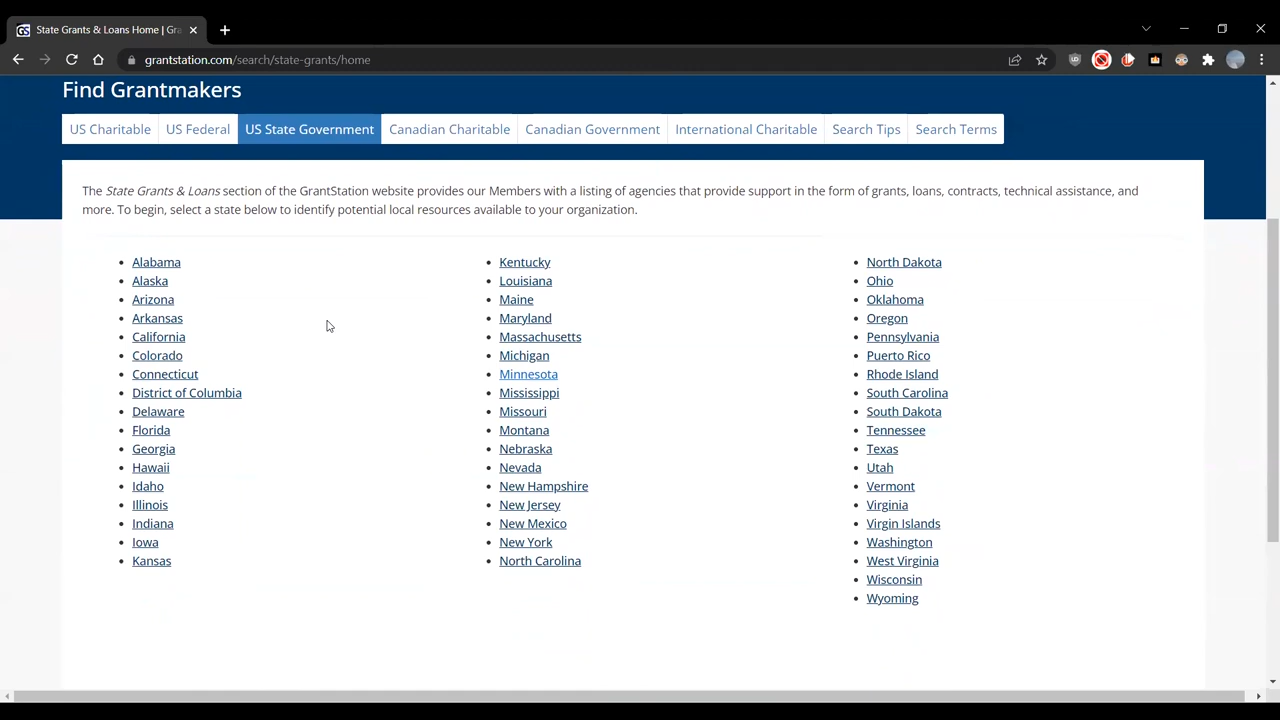 State Grants & Loans Home | Gra
grantstation.com/search/state-grants/home
Find Grantmakers
US Charitable
US Federal
US State Government
Canadian Charitable
Canadian Government
International Charitable
Search Tips
Search Terms
The State Grants & Loans section of the GrantStation website provides our Members with a listing of agencies that provide support in the form of grants, loans, contracts, technical assistance, and
more. To begin, select a state below to identify potential local resources available to your organization.
Alabama
Alaska
Arizona
Arkansas
California
Colorado
Connecticut
District of Columbia
Delaware
Florida
Georgia
Hawaii
Idaho
Illinois
Indiana
Iowa
Kansas
Kentucky
Louisiana
Maine
Maryland
Massachusetts
Michigan
Minnesota
Mississippi
Missouri
Montana
Nebraska
Nevada
New Hampshire
New Jersey
New Mexico
New York
North Carolina
North Dakota
Ohio
Oklahoma
Oregon
Pennsylvania
Puerto Rico
Rhode Island
South Carolina
South Dakota
Tennessee
Texas
Utah
Vermont
Virginia
Virgin Islands
Washington
West Virginia
Wisconsin
Wyoming